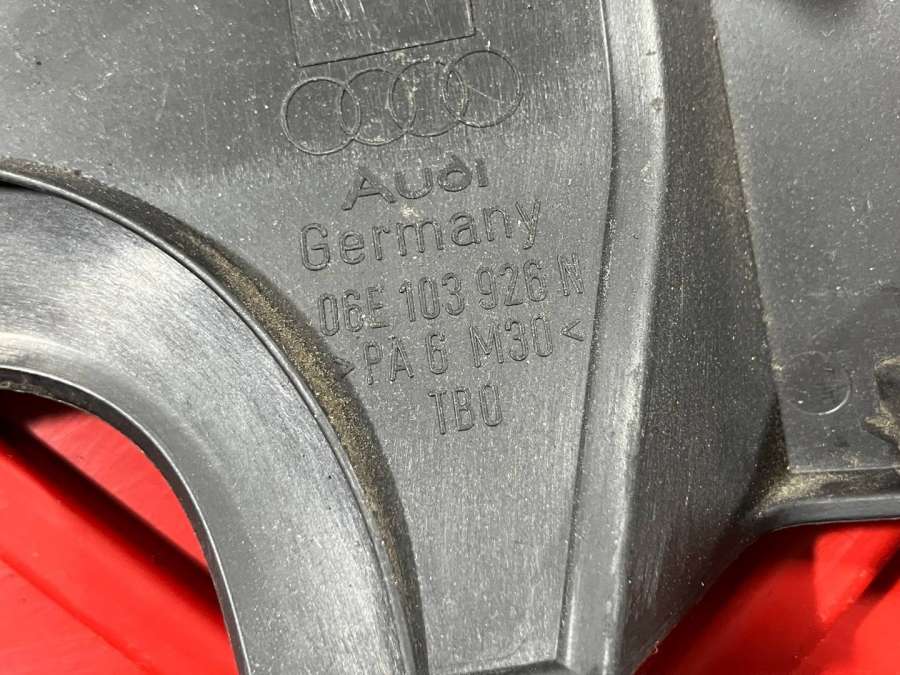 Audi
Germany
06E 103 926 N
>PA 6 M30<
TBO